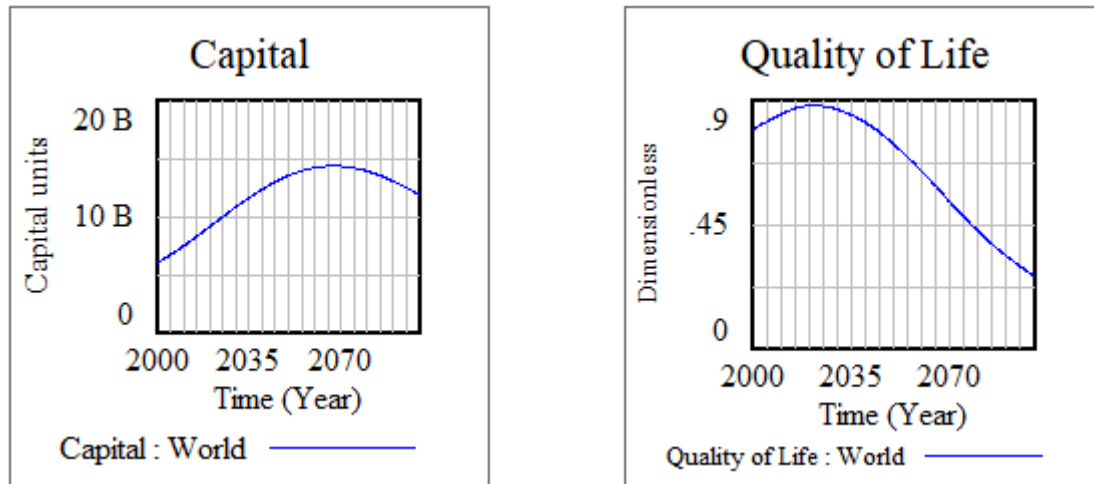 Capital
Capital units
20 B
10 B
0
2000 2035 2070
Time (Year)
Capital : World
Quality of Life
Dimensionless
.9
.45
0
2000 2035 2070
Time (Year)
Quality of Life : World